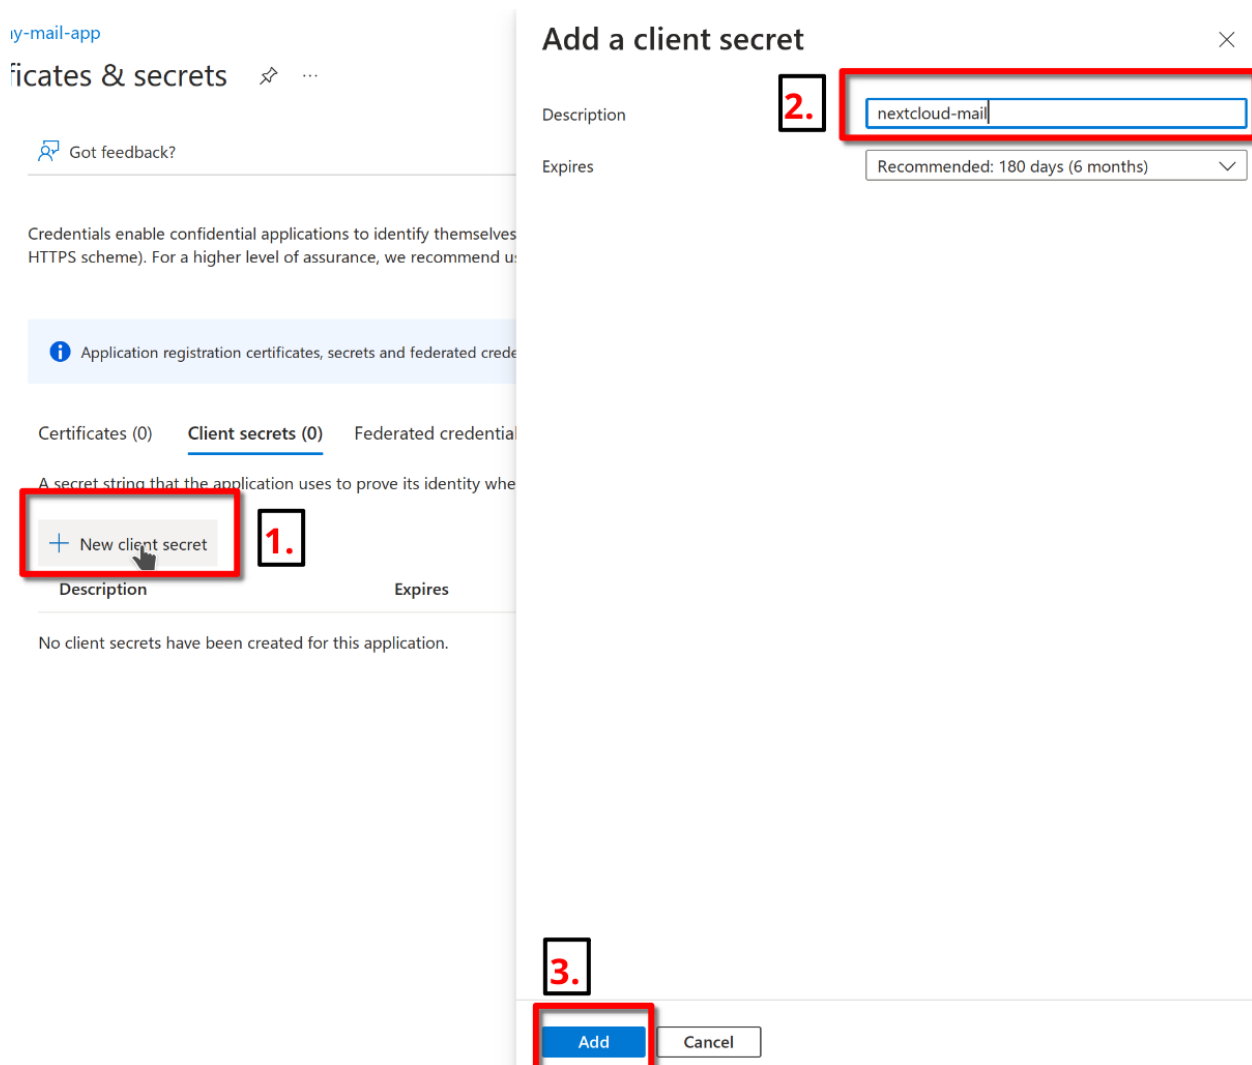 ny-mail-app
ficates & secrets
Got feedback?
Credentials enable confidential applications to identify themselves
HTTPS scheme). For a higher level of assurance, we recommend
Application registration certificates, secrets and federated
Certificates (0) Client secrets (0) Federated
A secret string that the application uses to prove its identity
New client secret
1.
Description Expires
No client secrets have been created for this application.
Add a client secret
Description
2.
nextcloud-mail
Expires
Recommended: 180 days (6 months)
3.
Add Cancel